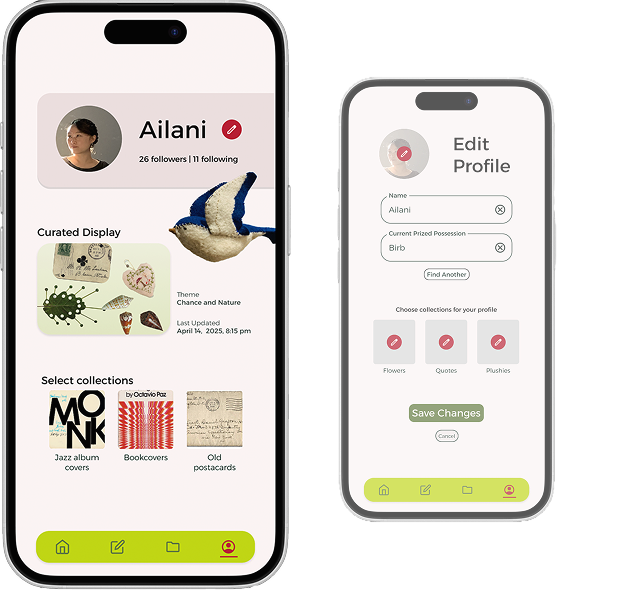 Ailani
26 followers | 11 following
Curated Display
Theme
Chance and Nature
Last Updated
April 14, 2025, 8:15 pm
Select collections
MONK
by Octavio Paz
Jazz album
covers
Bookcovers
Old
postacards
Edit
Profile
Name
Ailani
Current Prized Possession
Birb
Find Another
Choose collections for your profile
Flowers
Quotes
Plushies
Save Changes
Cancel